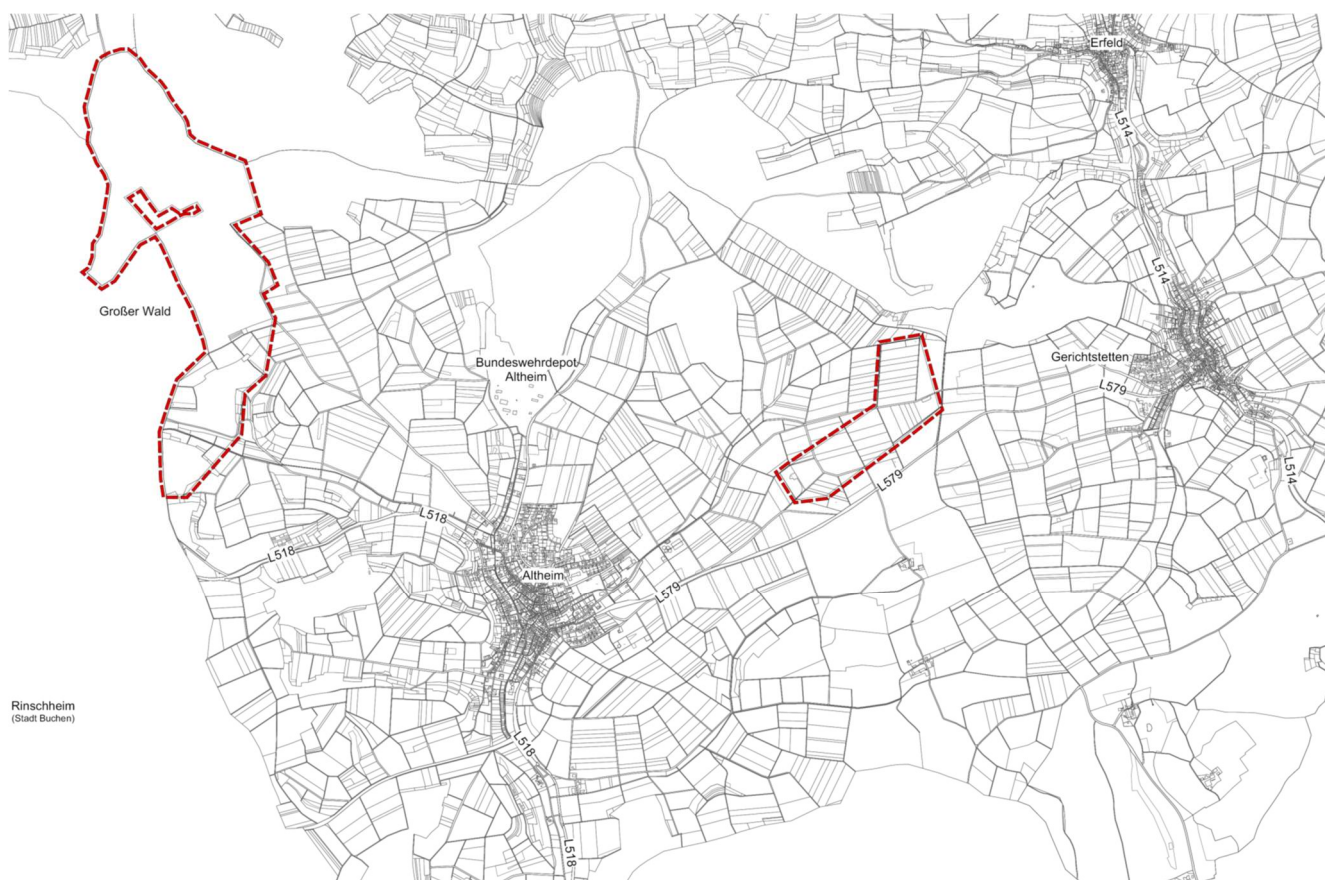 Erfeld
L514
L514
Großer Wald
Bundeswehrdepot
Altheim
Gerichtstetten
L579
L514
L579
L518
L518
Altheim
L579
Rinschheim
(Stadt Buchen)
L518
L518